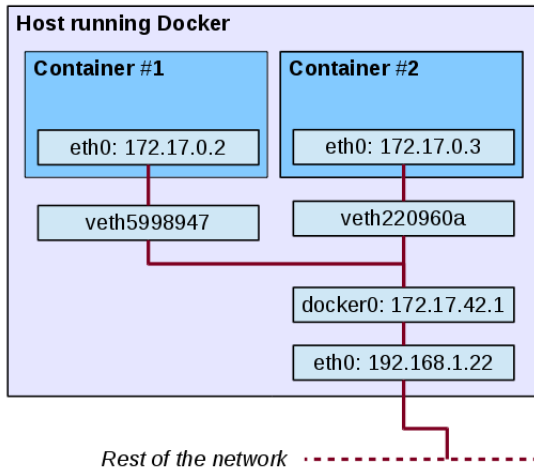 Host running Docker
Container #1
Container #2
eth0: 172.17.0.2
eth0: 172.17.0.3
veth5998947
veth220960a
docker0: 172.17.42.1
eth0: 192.168.1.22
Rest of the network